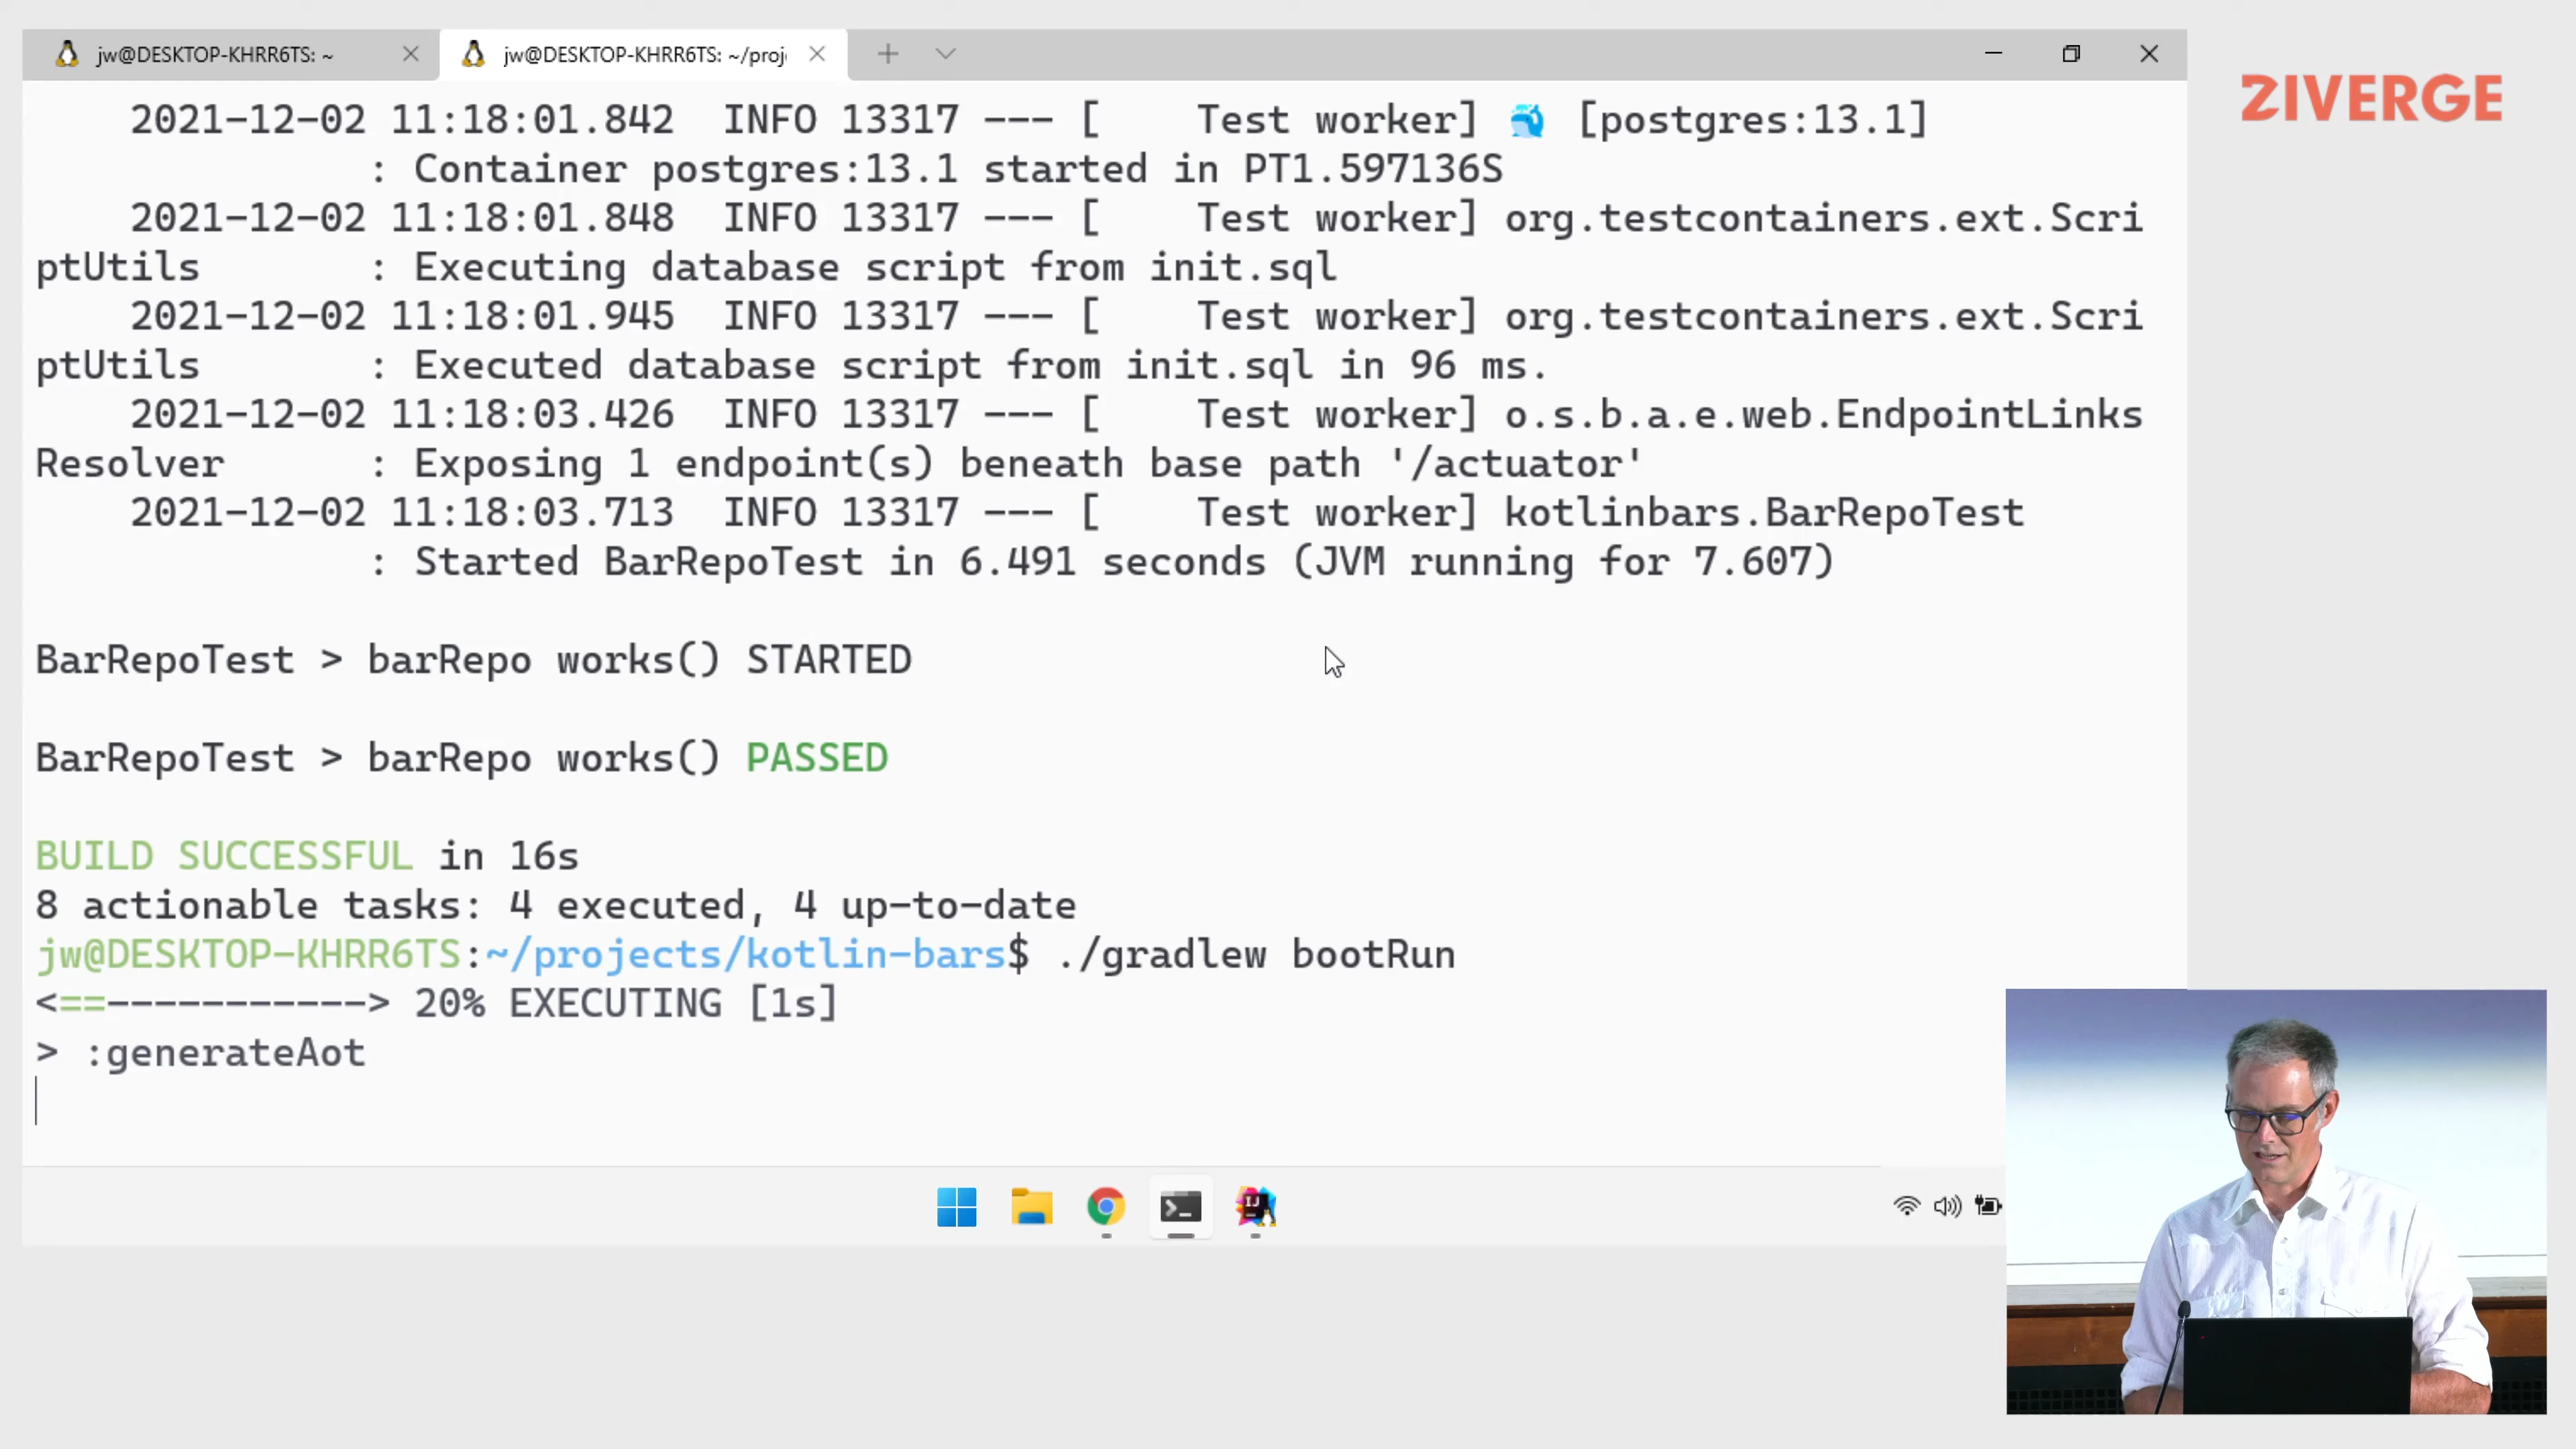 jw@DESKTOP-KHRR6TS: ~
jw@DESKTOP-KHRR6TS: ~/proj
ZIVERGE
2021-12-02 11:18:01.842  INFO 13317 --- [    Test worker] 🐳 [postgres:13.1]
: Container postgres:13.1 started in PT1.597136S
2021-12-02 11:18:01.848  INFO 13317 --- [    Test worker] org.testcontainers.ext.Scri
ptUtils       : Executing database script from init.sql
2021-12-02 11:18:01.945  INFO 13317 --- [    Test worker] org.testcontainers.ext.Scri
ptUtils       : Executed database script from init.sql in 96 ms.
2021-12-02 11:18:03.426  INFO 13317 --- [    Test worker] o.s.b.a.e.web.EndpointLinks
Resolver      : Exposing 1 endpoint(s) beneath base path '/actuator'
2021-12-02 11:18:03.713  INFO 13317 --- [    Test worker] kotlinbars.BarRepoTest
: Started BarRepoTest in 6.491 seconds (JVM running for 7.607)
BarRepoTest > barRepo works() STARTED
BarRepoTest > barRepo works() PASSED
BUILD SUCCESSFUL in 16s
8 actionable tasks: 4 executed, 4 up-to-date
jw@DESKTOP-KHRR6TS:~/projects/kotlin-bars$ ./gradlew bootRun
<==-----------> 20% EXECUTING [1s]
> :generateAot